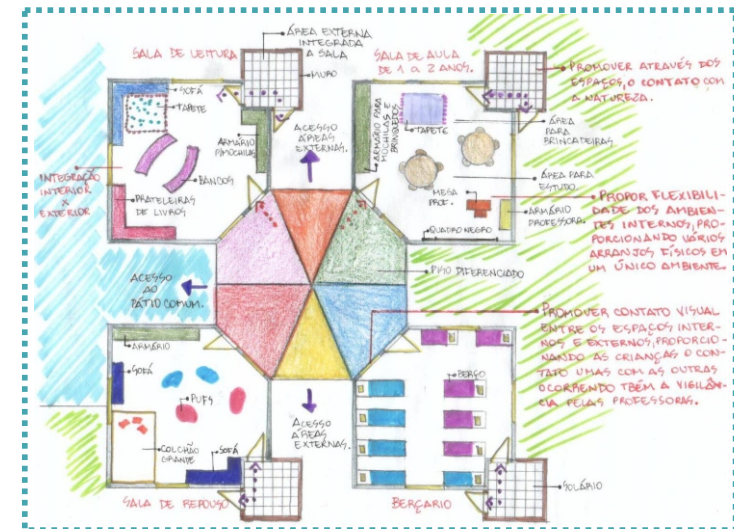 SALA DE LEITURA
ÁREA EXTERNA
INTEGRADA
A SALA
MURO
SALA DE AULA
DE 1 a 2 ANOS.
PROMOVER ATRAVÉS DOS
ESPAÇOS, O CONTATO COM
A NATUREZA.
SOFÁ
TAPETE
ARMÁRIO
P/MOCHILAS
BANCOS
PRATELEIRAS
DE LIVROS
INTEGRAÇÃO
INTERIOR
X
EXTERIOR
ACESSO
ÁREAS
EXTERNAS.
ARMÁRIO PARA
MOCHILAS E
BRINQUEDOS
TAPETE
ÁREA
PARA
BRINCADEIRAS
ÁREA PARA
ESTUDO
MESA
PROF.
ARMÁRIO
PROFESSORA.
QUADRO NEGRO
PROPOR FLEXIBILI-
DADE DOS AMBIEN-
TES INTERNOS, PRO-
PORCIONANDO VÁRIOS
ARRANJOS FÍSICOS EM
UM ÚNICO AMBIENTE.
PISO DIFERENCIADO
ACESSO
AO
PÁTIO COMUM.
PROMOVER CONTATO VISUAL
ENTRE OS ESPAÇOS INTER-
NOS E EXTERNOS, PROPORCIO-
NANDO AS CRIANÇAS O CON-
TATO UMAS COM AS OUTRAS
OCORRENDO TBÉM A VIGILÂN-
CIA PELAS PROFESSORAS.
ARMÁRIO
SOFÁ
PUFS
COLCHÃO
GRANDE
SOFÁ
ACESSO
ÁREAS
EXTERNAS.
BERÇO
SOLÁRIO
SALA DE REPOUSO
BERÇARIO